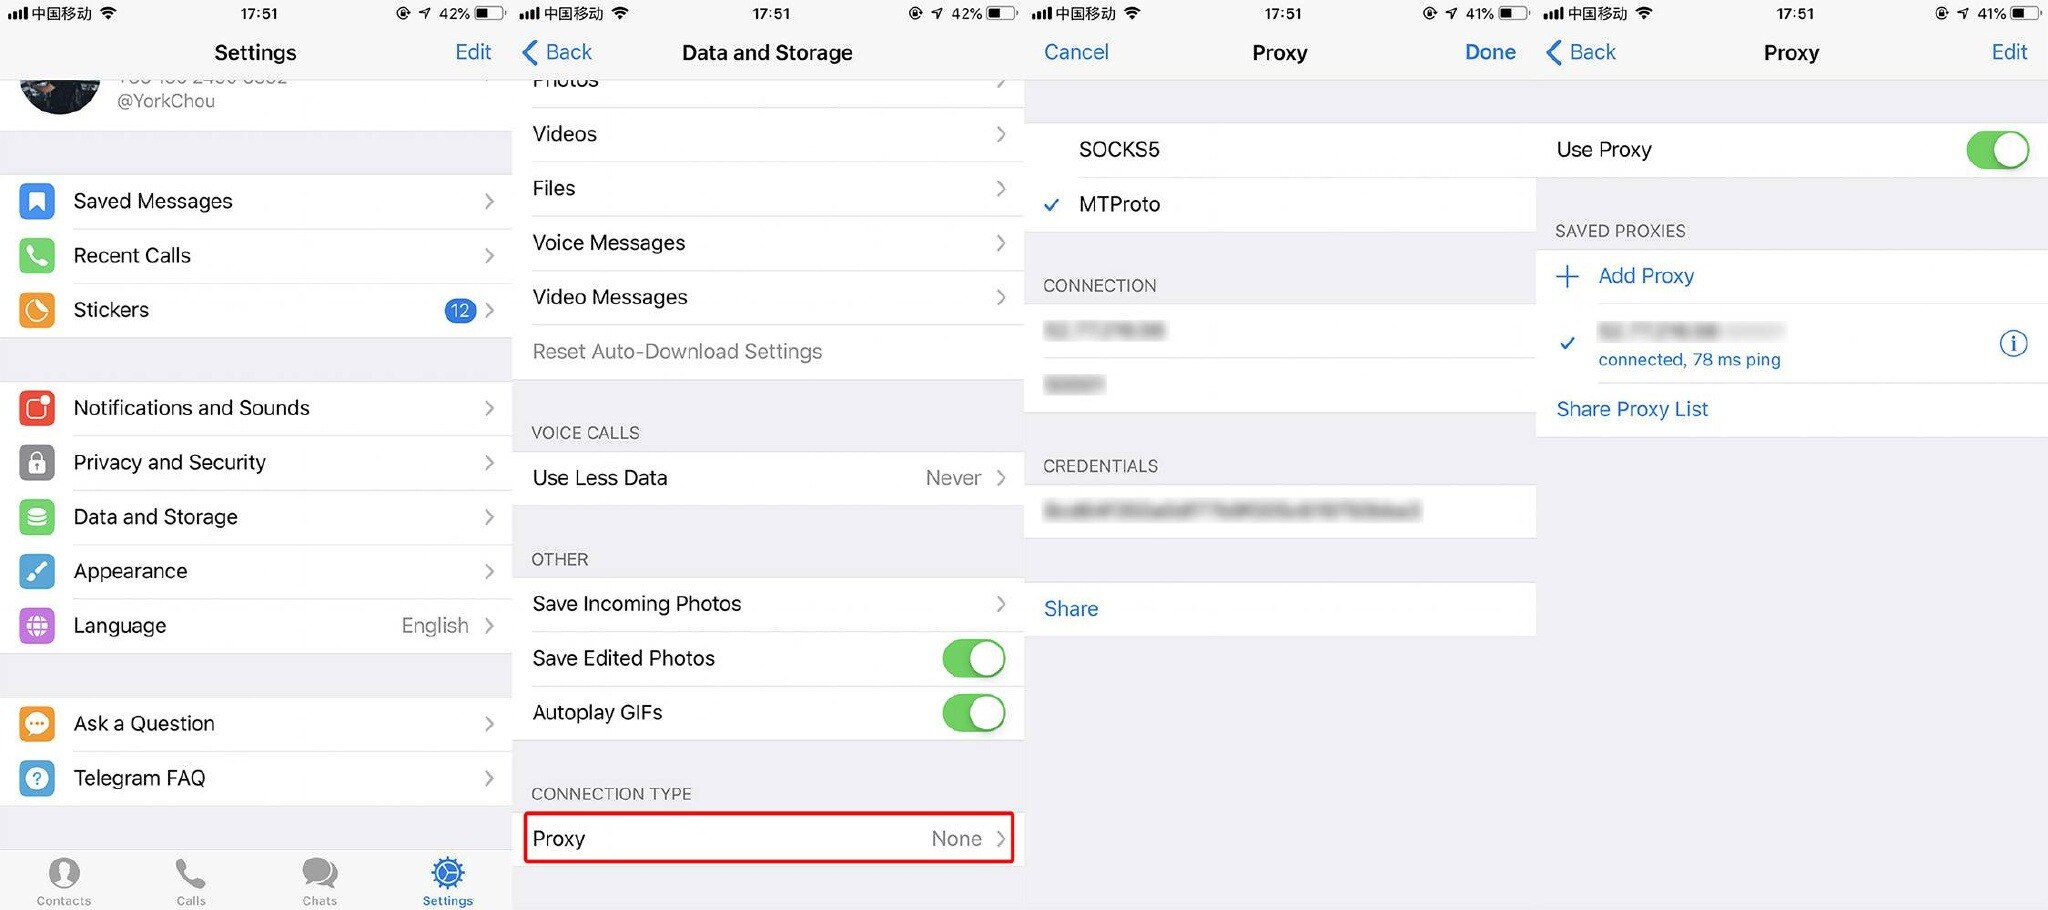 中国移动 17:51 42%
Settings Edit
@YorkChou
Saved Messages
Recent Calls
Stickers 12
Notifications and Sounds
Privacy and Security
Data and Storage
Appearance
Language English
Ask a Question
Telegram FAQ
Contacts Calls Chats Settings
中国移动 17:51 42%
Back Data and Storage
Photos
Videos
Files
Voice Messages
Video Messages
Reset Auto-Download Settings
VOICE CALLS
Use Less Data Never
OTHER
Save Incoming Photos
Save Edited Photos
Autoplay GIFs
CONNECTION TYPE
Proxy None
中国移动 17:51 41%
Cancel Proxy Done
SOCKS5
MTProto
CONNECTION
CREDENTIALS
Share
中国移动 17:51 41%
Back Proxy Edit
Use Proxy
SAVED PROXIES
Add Proxy
connected, 78 ms ping
Share Proxy List